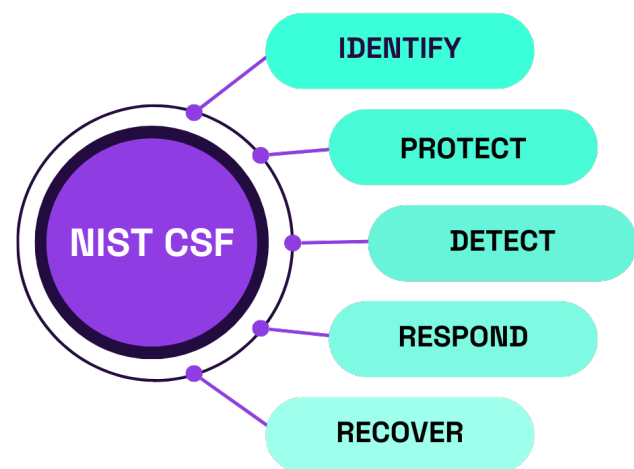 IDENTIFY
PROTECT
NIST CSF
DETECT
RESPOND
RECOVER